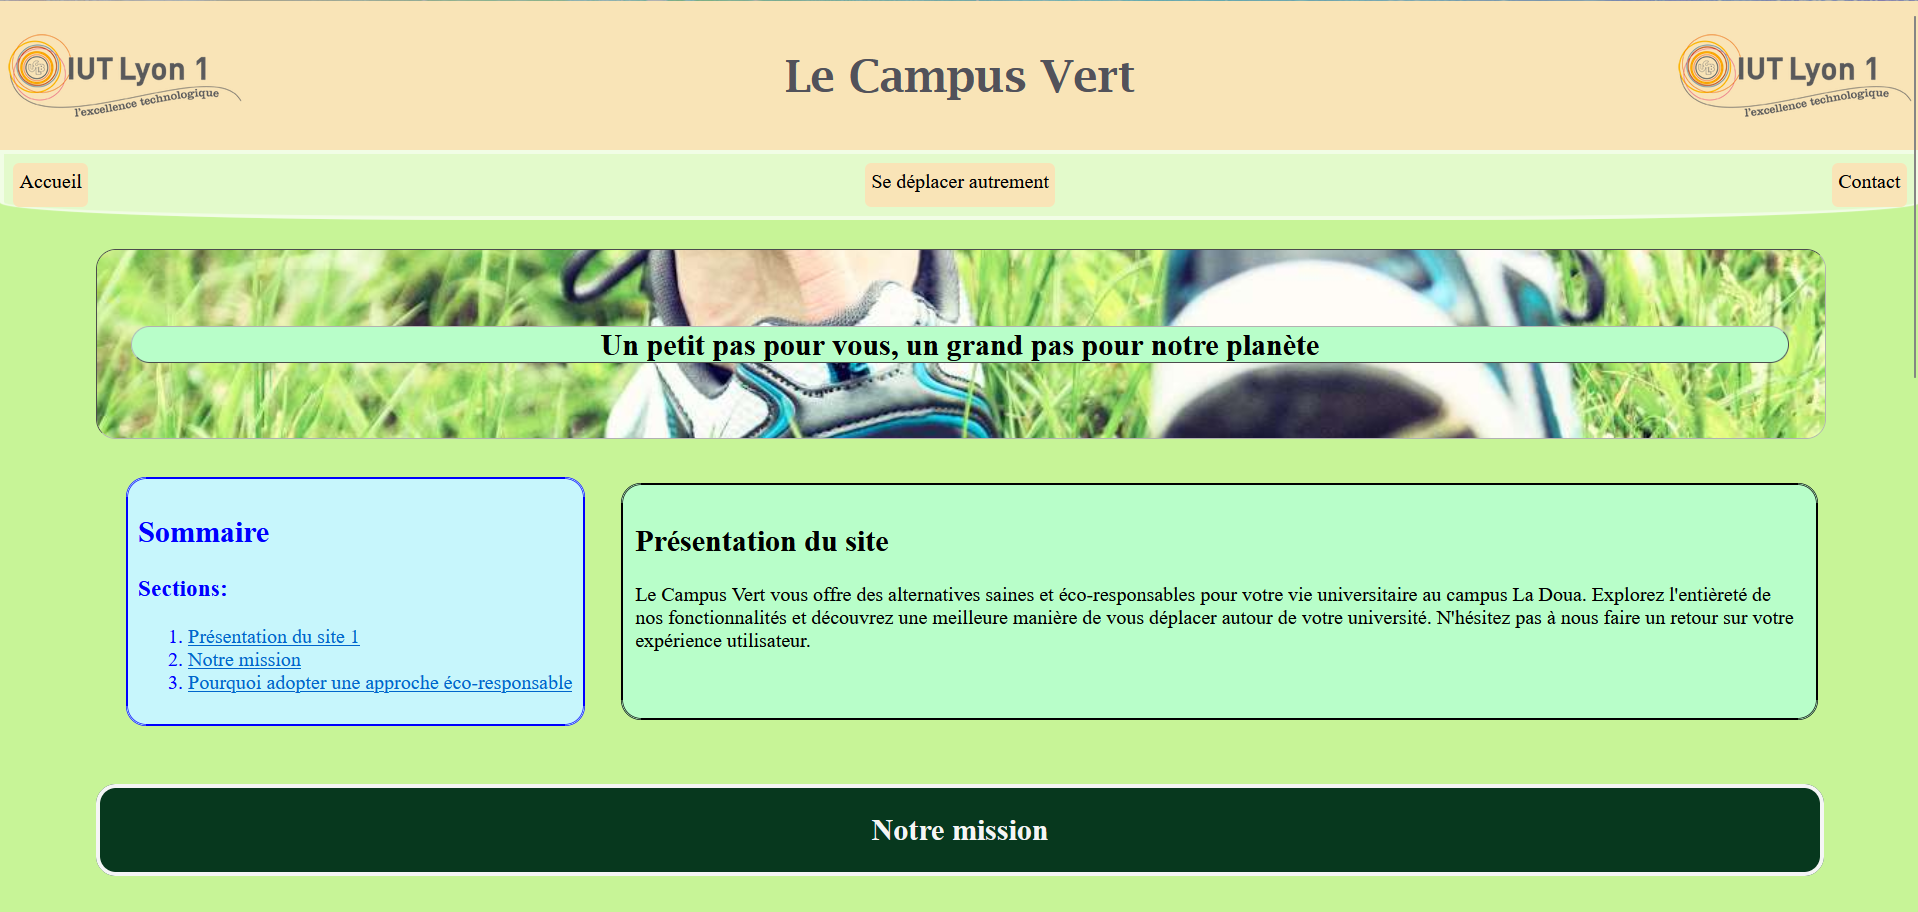 IUT Lyon 1
l'excellence technologique
Le Campus Vert
IUT Lyon 1
l'excellence technologique
Accueil
Se déplacer autrement
Contact
Un petit pas pour vous, un grand pas pour notre planète
Sommaire
Sections:
1. Présentation du site 1
2. Notre mission
3. Pourquoi adopter une approche éco-responsable
Présentation du site
Le Campus Vert vous offre des alternatives saines et éco-responsables pour votre vie universitaire au campus La Doua. Explorez l'entièreté de
nos fonctionnalités et découvrez une meilleure manière de vous déplacer autour de votre université. N'hésitez pas à nous faire un retour sur votre
expérience utilisateur.
Notre mission